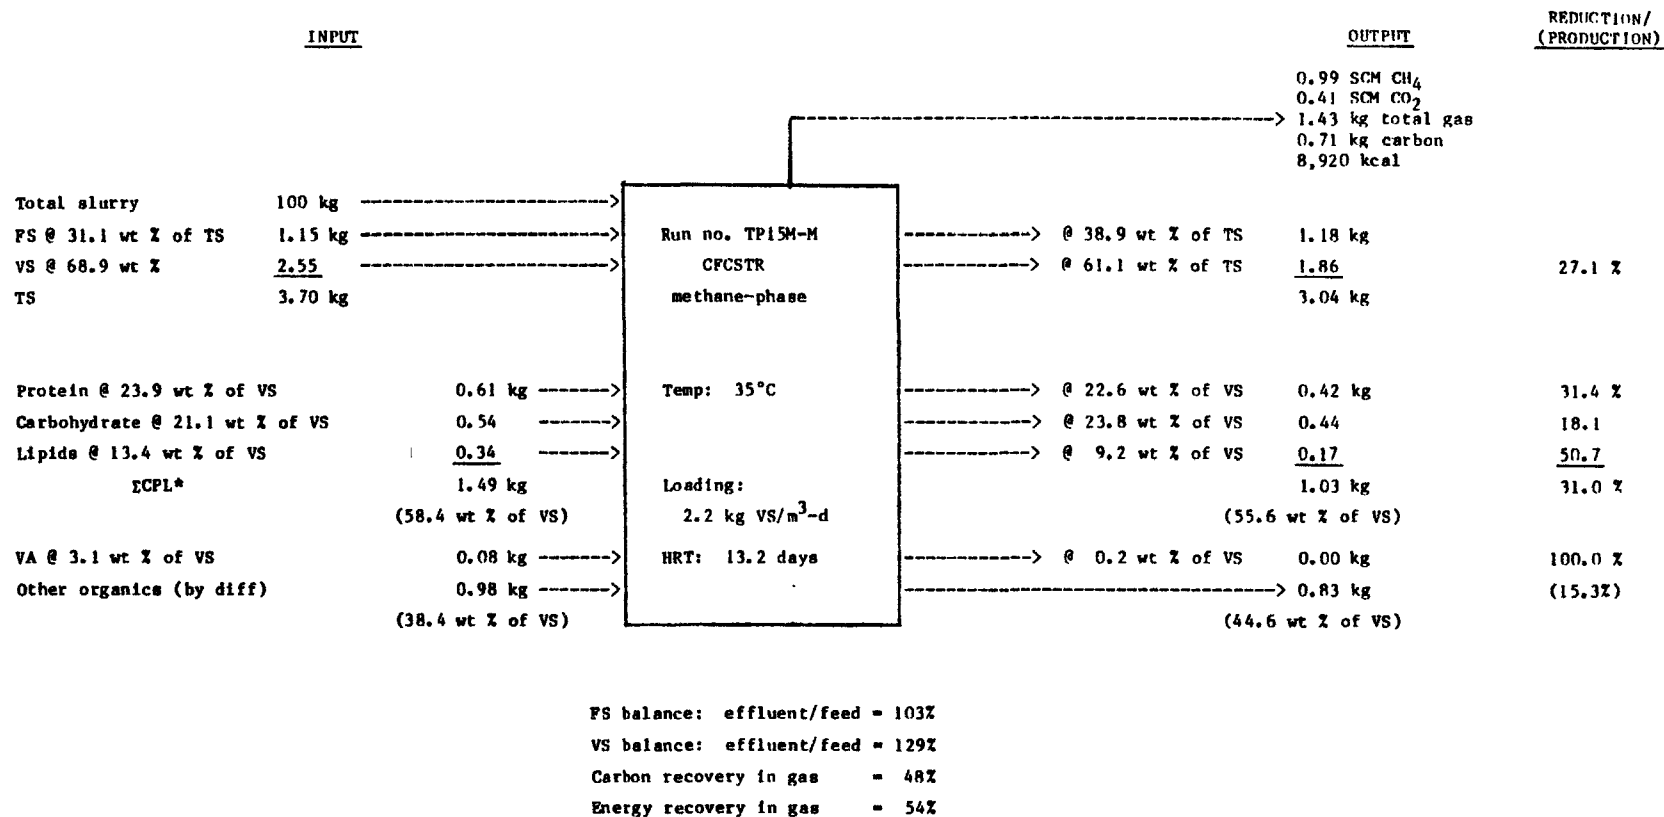 INPUT OUTPUT REDUCTION/
(PRODUCTION)
0.99 SCM CH4
0.41 SCM CO2
1.43 kg total gas
0.71 kg carbon
8,920 kcal
Total slurry 100 kg
FS @ 31.1 wt % of TS 1.15 kg Run no. TP15M-M @ 38.9 wt % of TS 1.18 kg
VS @ 68.9 wt % 2.55 CFCSTR @ 61.1 wt % of TS 1.86 27.1 %
TS 3.70 kg methane-phase 3.04 kg
Protein @ 23.9 wt % of VS 0.61 kg Temp: 35°C @ 22.6 wt % of VS 0.42 kg 31.4 %
Carbohydrate @ 21.1 wt % of VS 0.54 @ 23.8 wt % of VS 0.44 18.1
Lipids @ 13.4 wt % of VS 0.34 @ 9.2 wt % of VS 0.17 50.7
ΣCPL* 1.49 kg Loading: 1.03 kg 31.0 %
(58.4 wt % of VS) 2.2 kg VS/m3-d (55.6 wt % of VS)
VA @ 3.1 wt % of VS 0.08 kg HRT: 13.2 days @ 0.2 wt % of VS 0.00 kg 100.0 %
Other organics (by diff) 0.98 kg 0.83 kg (15.3%)
(38.4 wt % of VS) (44.6 wt % of VS)
FS balance: effluent/feed = 103%
VS balance: effluent/feed = 129%
Carbon recovery in gas = 48%
Energy recovery in gas = 54%